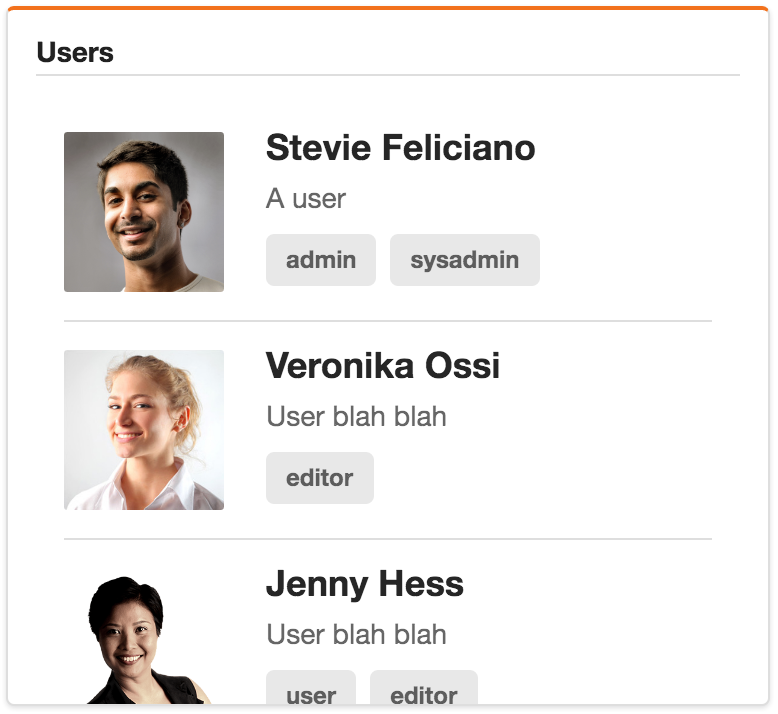 Users
Stevie Feliciano
A user
admin sysadmin
Veronika Ossi
User blah blah
editor
Jenny Hess
User blah blah
user editor